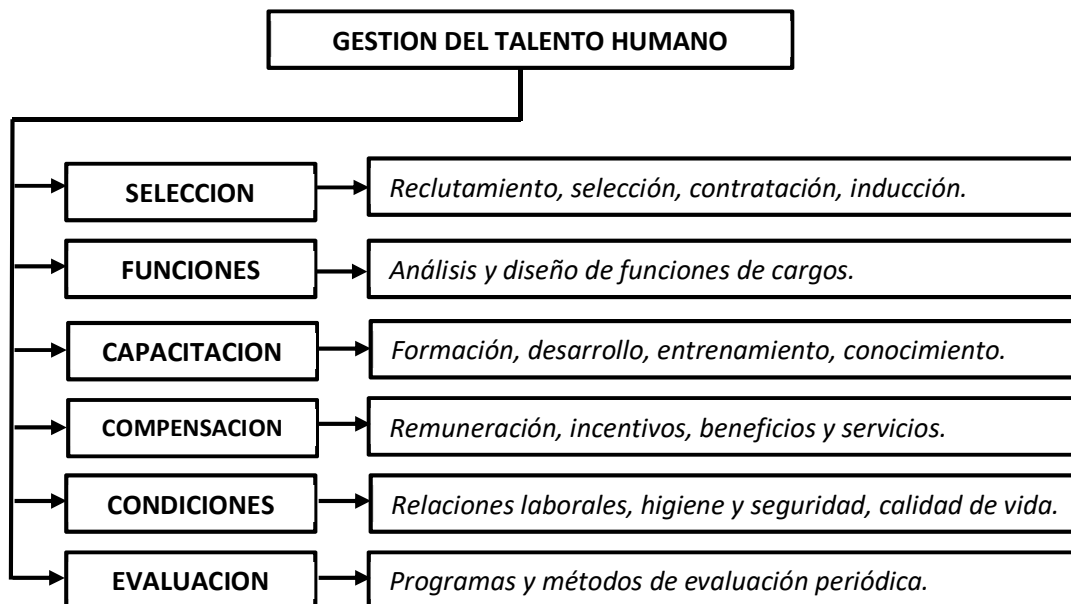 GESTION DEL TALENTO HUMANO
SELECCION
Reclutamiento, selección, contratación, inducción.
FUNCIONES
Análisis y diseño de funciones de cargos.
CAPACITACION
Formación, desarrollo, entrenamiento, conocimiento.
COMPENSACION
Remuneración, incentivos, beneficios y servicios.
CONDICIONES
Relaciones laborales, higiene y seguridad, calidad de vida.
EVALUACION
Programas y métodos de evaluación periódica.